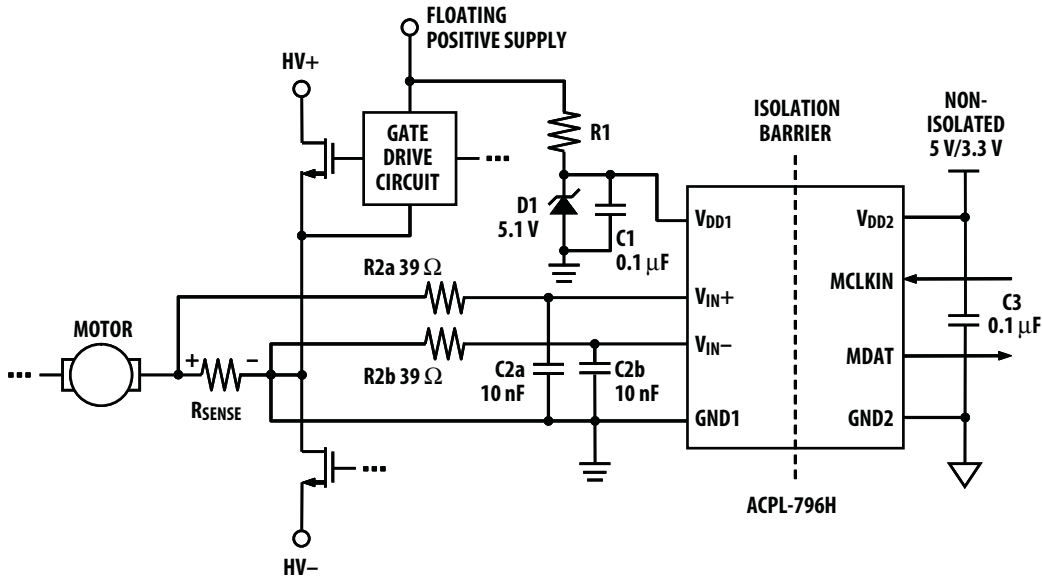 FLOATING
POSITIVE SUPPLY
HV+
GATE
DRIVE
CIRCUIT
R1
ISOLATION
BARRIER
NON-
ISOLATED
5 V/3.3 V
D1
5.1 V
C1
0.1 μF
VDD1
VDD2
R2a 39 Ω
VIN+
MCLKIN
MOTOR
+
–
RSENSE
R2b 39 Ω
VIN–
C3
0.1 μF
MDAT
C2a
10 nF
C2b
10 nF
GND1
GND2
ACPL-796H
HV–